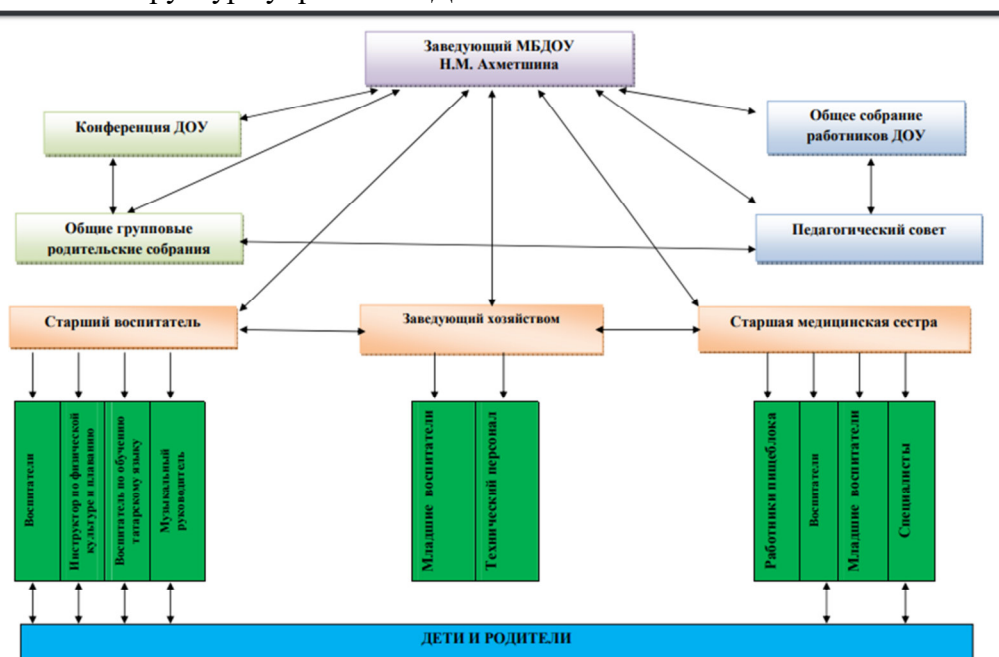 Заведующий МБДОУ
Н.М. Ахметшина
Конференция ДОУ
Общее собрание
работников ДОУ
Общие групповые
родительские собрания
Педагогический совет
Старший воспитатель
Заведующий хозяйством
Старшая медицинская сестра
Воспитатели
Инструктор по физической
культуре и плаванию
Воспитатель по обучению
татарскому языку
Музыкальный
руководитель
Младшие воспитатели
Технический персонал
Работники пищеблока
Воспитатели
Младшие воспитатели
Специалисты
ДЕТИ И РОДИТЕЛИ